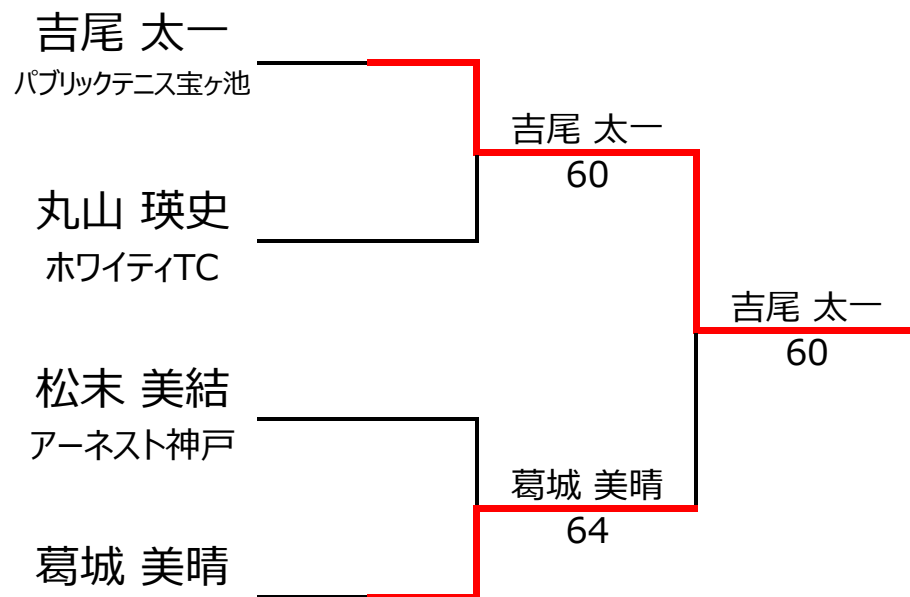 吉尾 太一
パブリックテニス宝ヶ池
吉尾 太一
60
丸山 瑛史
ホワイティTC
吉尾 太一
60
松末 美結
アーネスト神戸
葛城 美晴
64
葛城 美晴